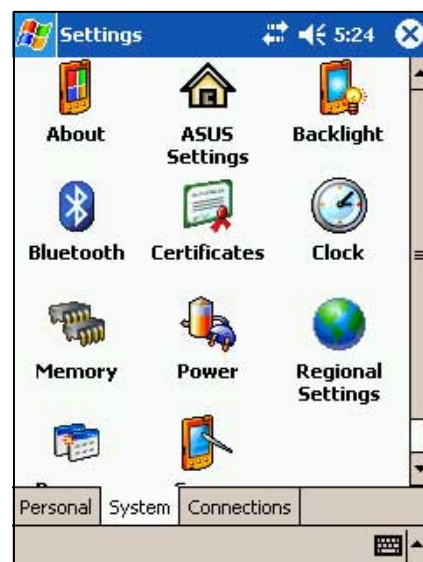 Settings 5:24
About ASUS Settings Backlight
Bluetooth Certificates Clock
Memory Power Regional Settings
Personal System Connections